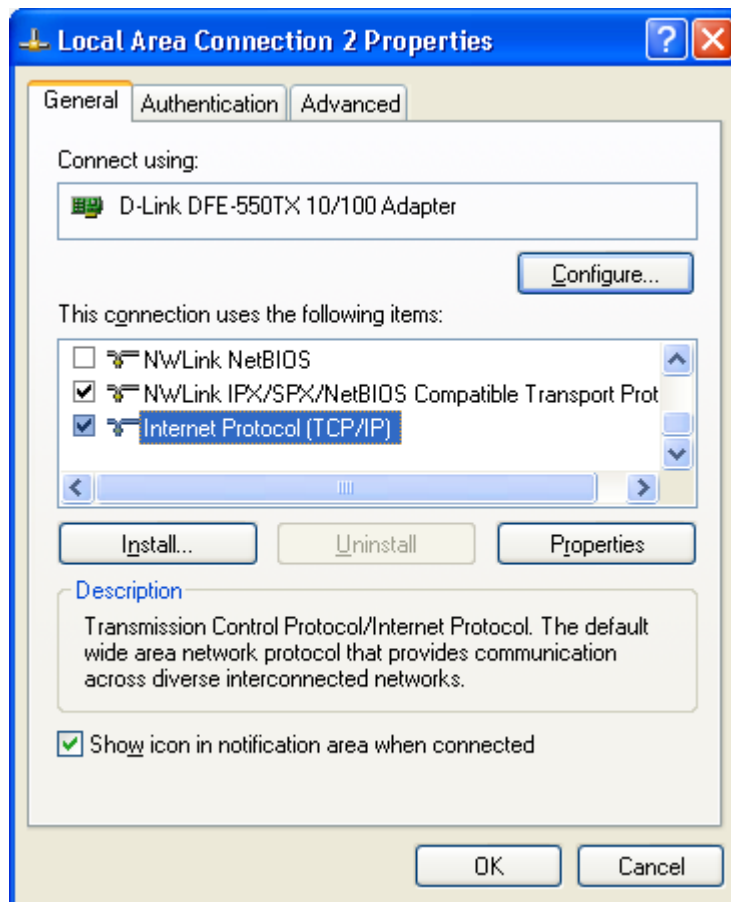 Local Area Connection 2 Properties
General Authentication Advanced
Connect using:
D-Link DFE-550TX 10/100 Adapter
Configure...
This connection uses the following items:
NWLink NetBIOS
NWLink IPX/SPX/NetBIOS Compatible Transport Prot
Internet Protocol (TCP/IP)
Install... Uninstall Properties
Description
Transmission Control Protocol/Internet Protocol. The default
wide area network protocol that provides communication
across diverse interconnected networks.
Show icon in notification area when connected
OK Cancel